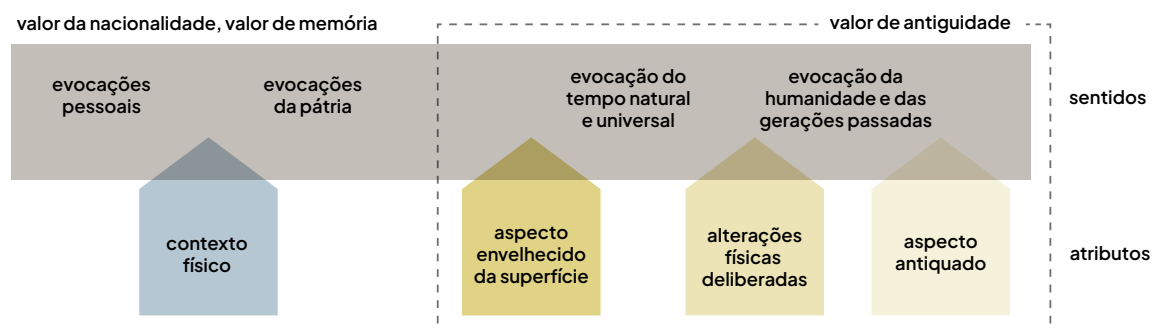 valor da nacionalidade, valor de memória
valor de antiguidade
evocações
pessoais
evocações
da pátria
evocação do
tempo natural
e universal
evocação da
humanidade e das
gerações passadas
sentidos
contexto
físico
aspecto
envelhecido
da superfície
alterações
físicas
deliberadas
aspecto
antiquado
atributos